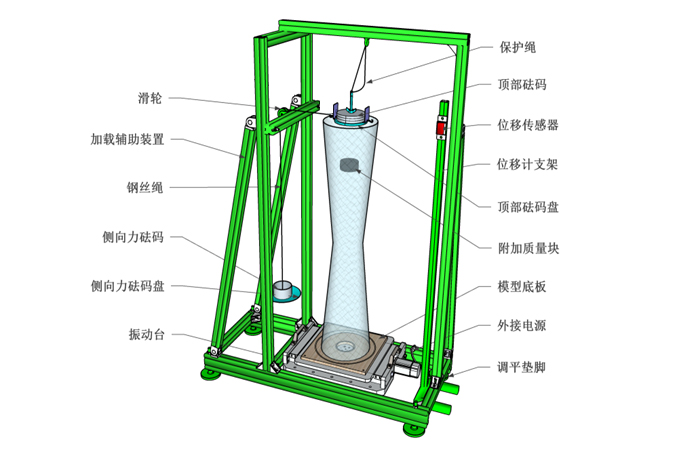 滑轮
加载辅助装置
钢丝绳
侧向力砝码
侧向力砝码盘
振动台
保护绳
顶部砝码
位移传感器
位移计支架
顶部砝码盘
附加质量块
模型底板
外接电源
调平垫脚